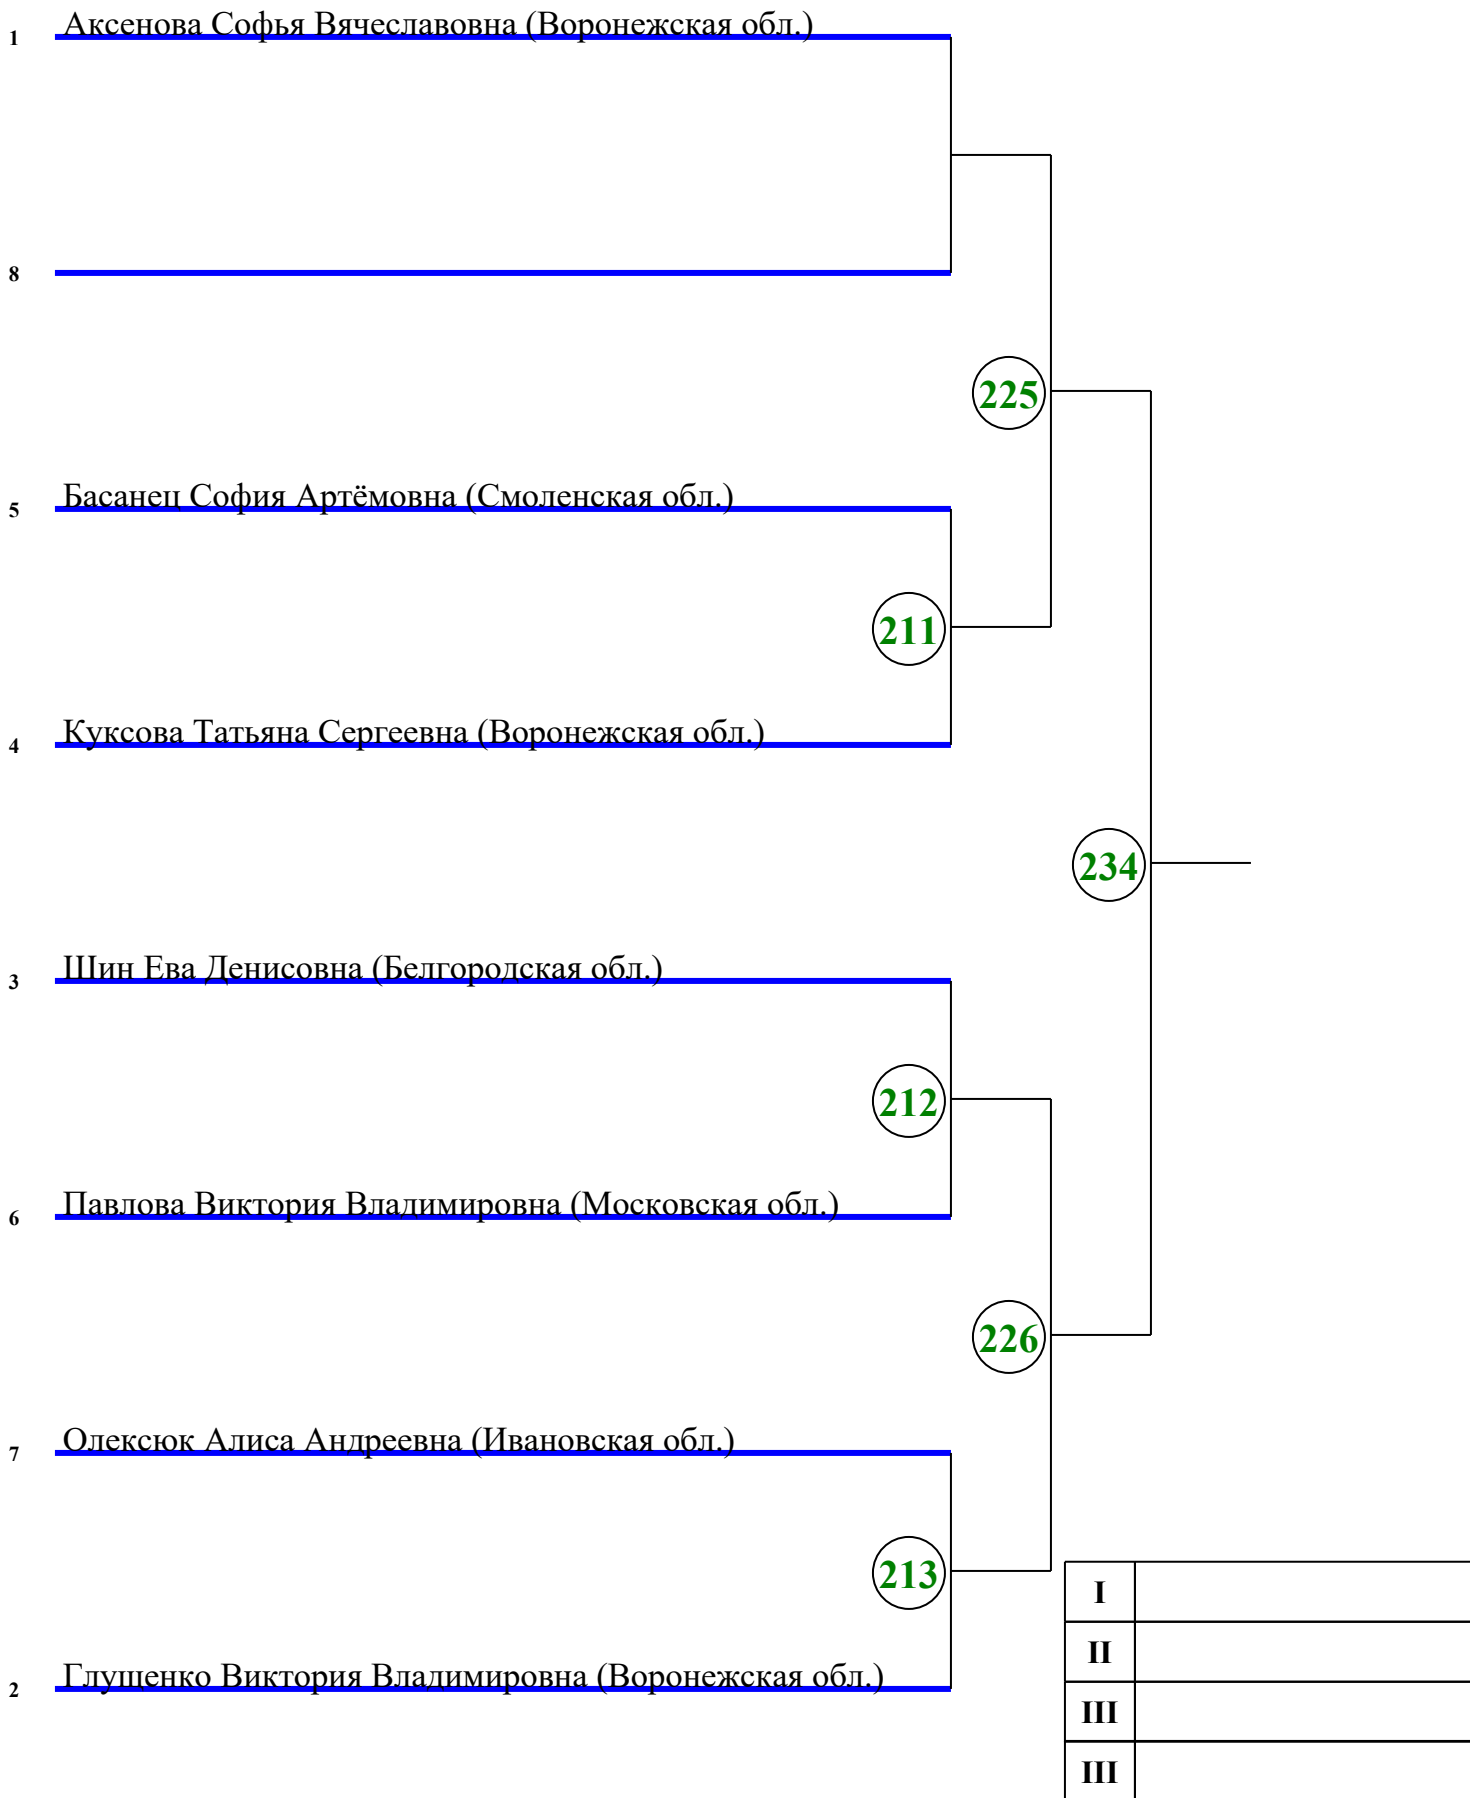 1 Аксенова Софья Вячеславовна (Воронежская обл.)
8
225
5 Басанец София Артёмовна (Смоленская обл.)
211
4 Куксова Татьяна Сергеевна (Воронежская обл.)
234
3 Шин Ева Денисовна (Белгородская обл.)
212
6 Павлова Виктория Владимировна (Московская обл.)
226
7 Олексюк Алиса Андреевна (Ивановская обл.)
213
I
II
2 Глущенко Виктория Владимировна (Воронежская обл.)
III
III